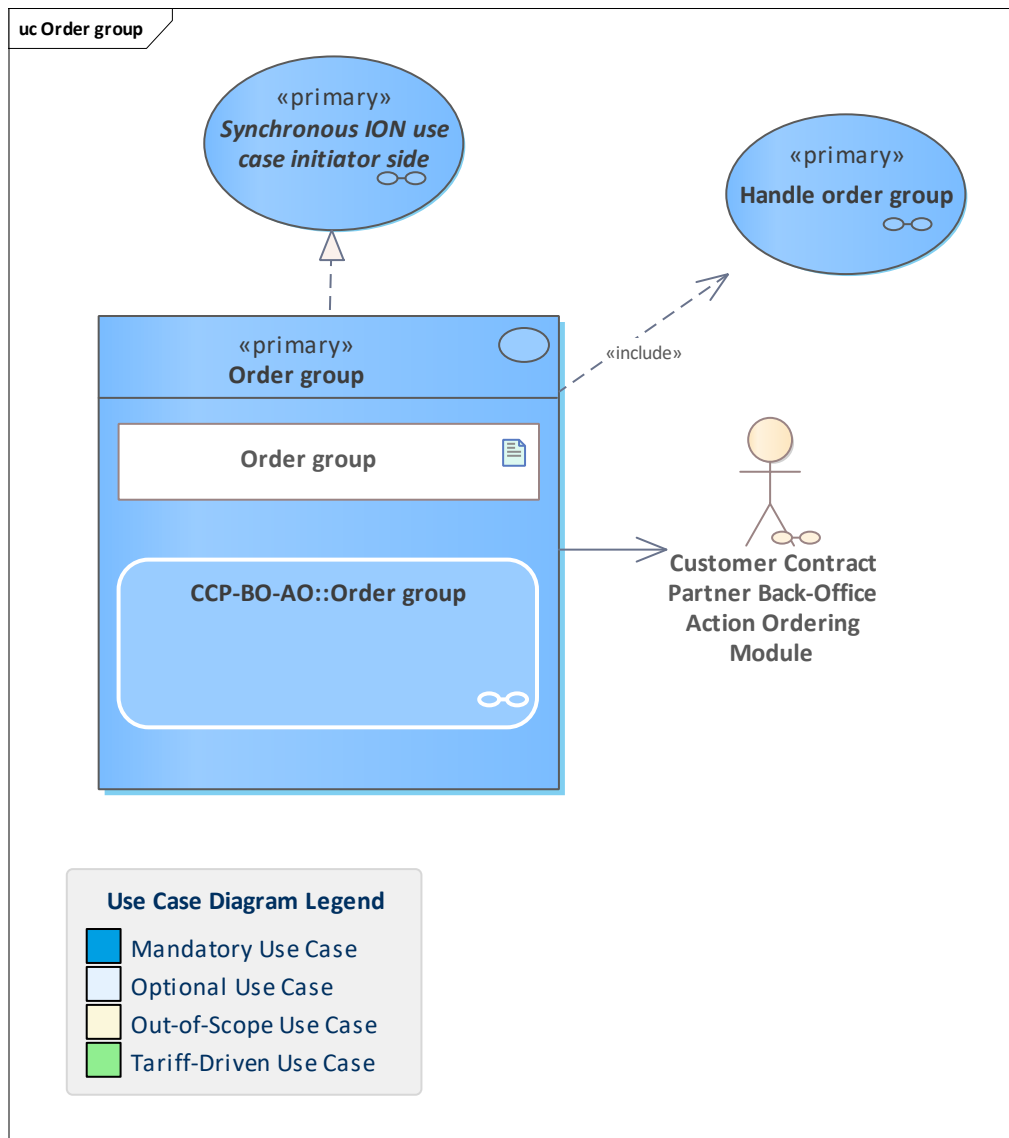 uc Order group
«primary»
Synchronous ION use
case initiator side
«primary»
Handle order group
«include»
«primary»
Order group
Order group
CCP-BO-AO::Order group
Customer Contract
Partner Back-Office
Action Ordering
Module
Use Case Diagram Legend
Mandatory Use Case
Optional Use Case
Out-of-Scope Use Case
Tariff-Driven Use Case